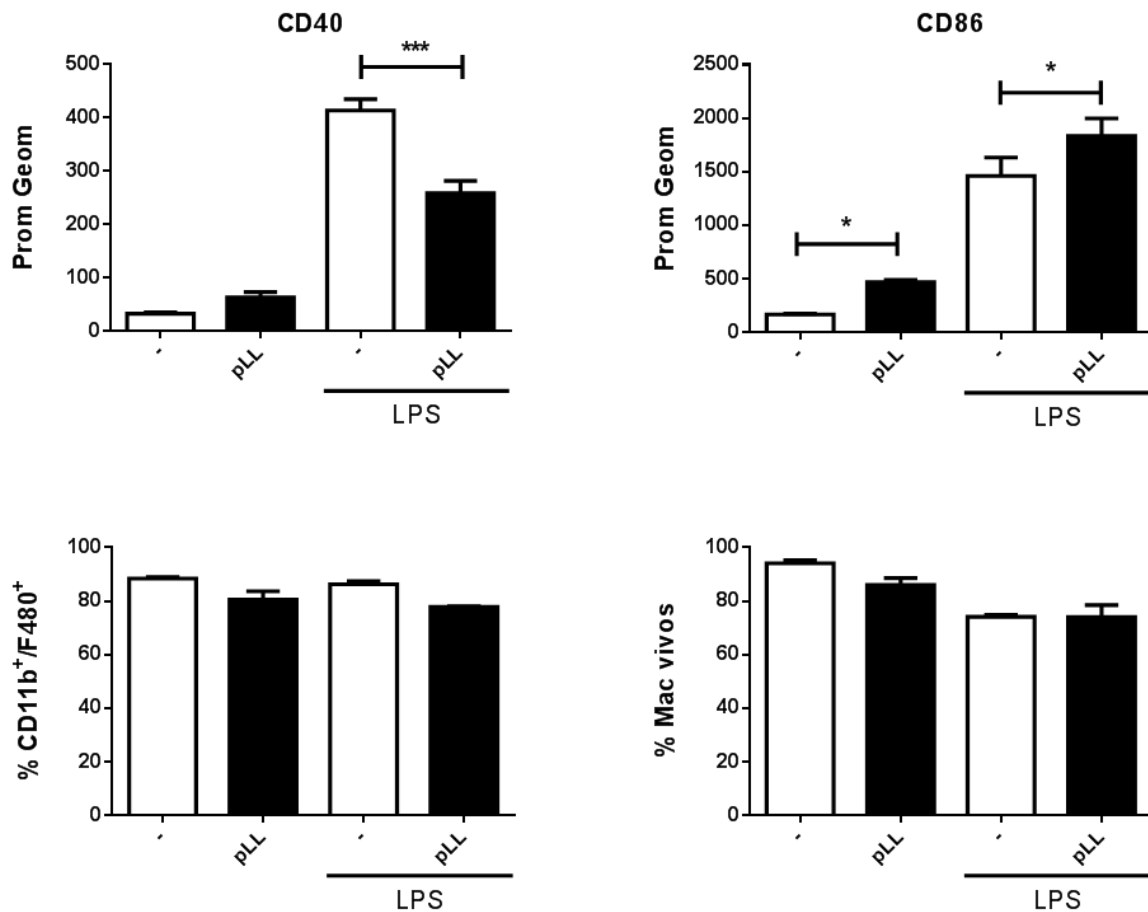 CD40
***
500
400
300
200
100
0
Prom Geom
- pLL - pLL
LPS
CD86
*
*
2500
2000
1500
1000
500
0
Prom Geom
- pLL - pLL
LPS
100
80
60
40
20
0
% CD11b⁺/F480⁺
- pLL - pLL
LPS
100
80
60
40
20
0
% Mac vivos
- pLL - pLL
LPS